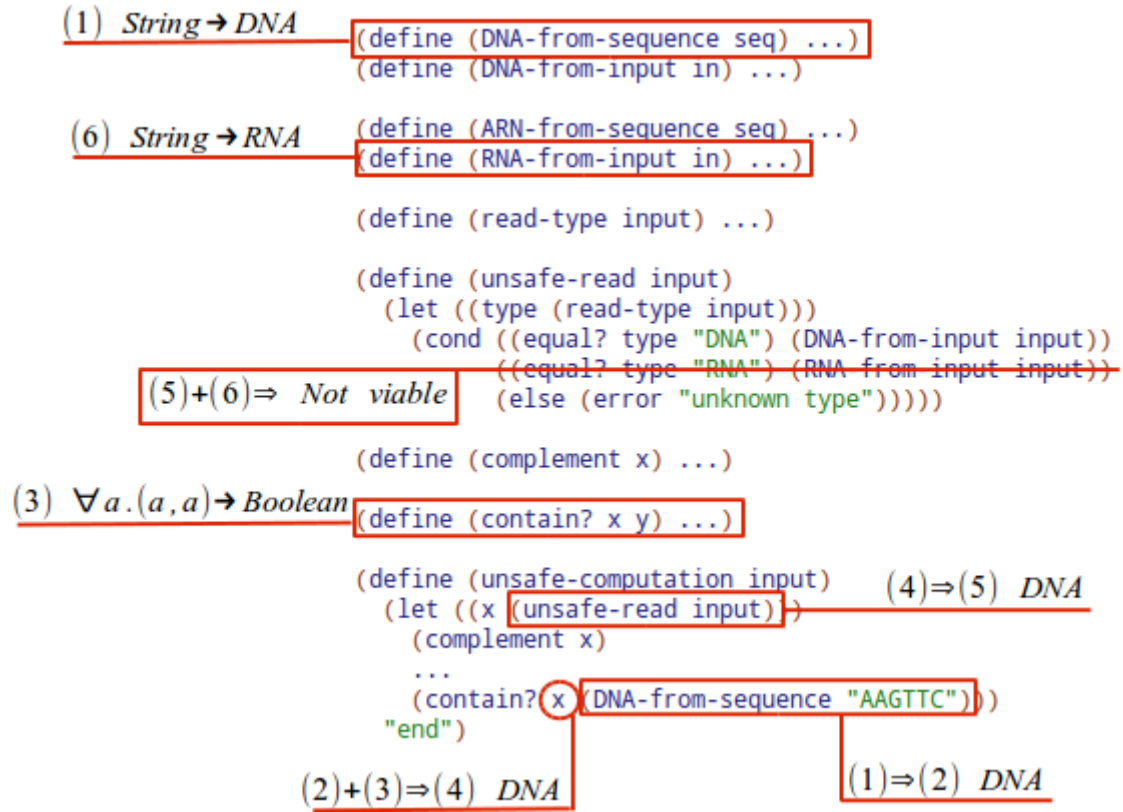 (1) String → DNA
(define (DNA-from-sequence seq) ...)
(define (DNA-from-input in) ...)
(6) String → RNA
(define (ARN-from-sequence seq) ...)
(define (RNA-from-input in) ...)
(define (read-type input) ...)
(define (unsafe-read input)
(let ((type (read-type input)))
(cond ((equal? type "DNA") (DNA-from-input input))
((equal? type "RNA") (RNA-from-input input))
(5)+(6)⇒ Not viable
(else (error "unknown type")))))
(define (complement x) ...)
(3) ∀a.(a,a)→Boolean
(define (contain? x y) ...)
(define (unsafe-computation input)
(4)⇒(5) DNA
(let ((x (unsafe-read input)))
(complement x)
...
(contain? x (DNA-from-sequence "AAGTTC")))
"end")
(2)+(3)⇒(4) DNA
(1)⇒(2) DNA